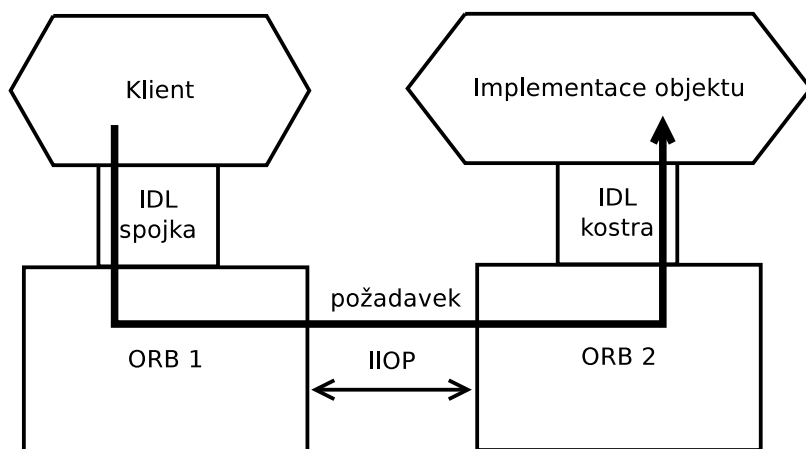 Klient
Implementace objektu
IDL
spojka
IDL
kostra
požadavek
ORB 1
IIOP
ORB 2